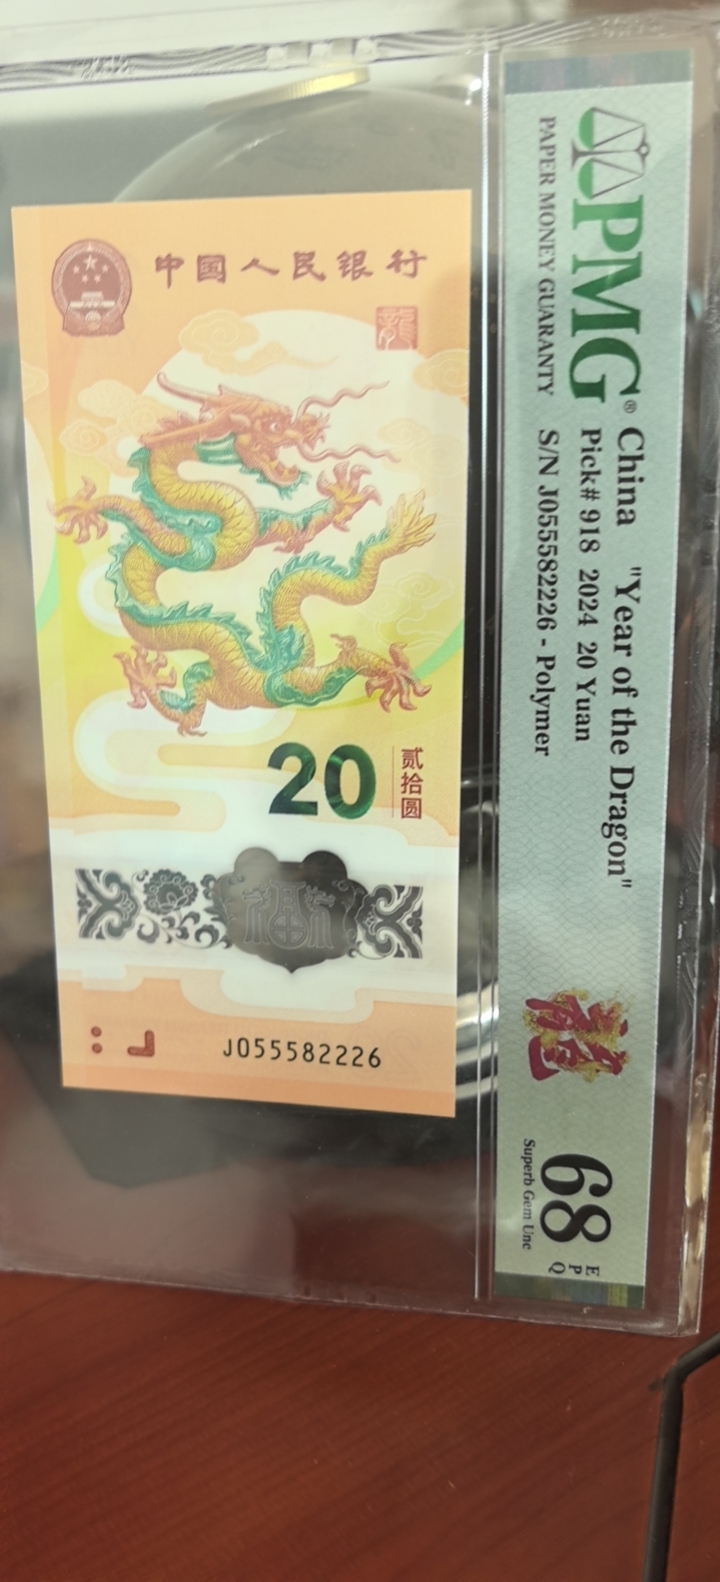 中国人民银行
龍
20
贰拾圆
福
J055582226
PMG®
PAPER MONEY GUARANTY
China "Year of the Dragon"
Pick# 918 2024 20 Yuan
S/N J055582226 - Polymer
龍
68
EPQ
Superb Gem Unc